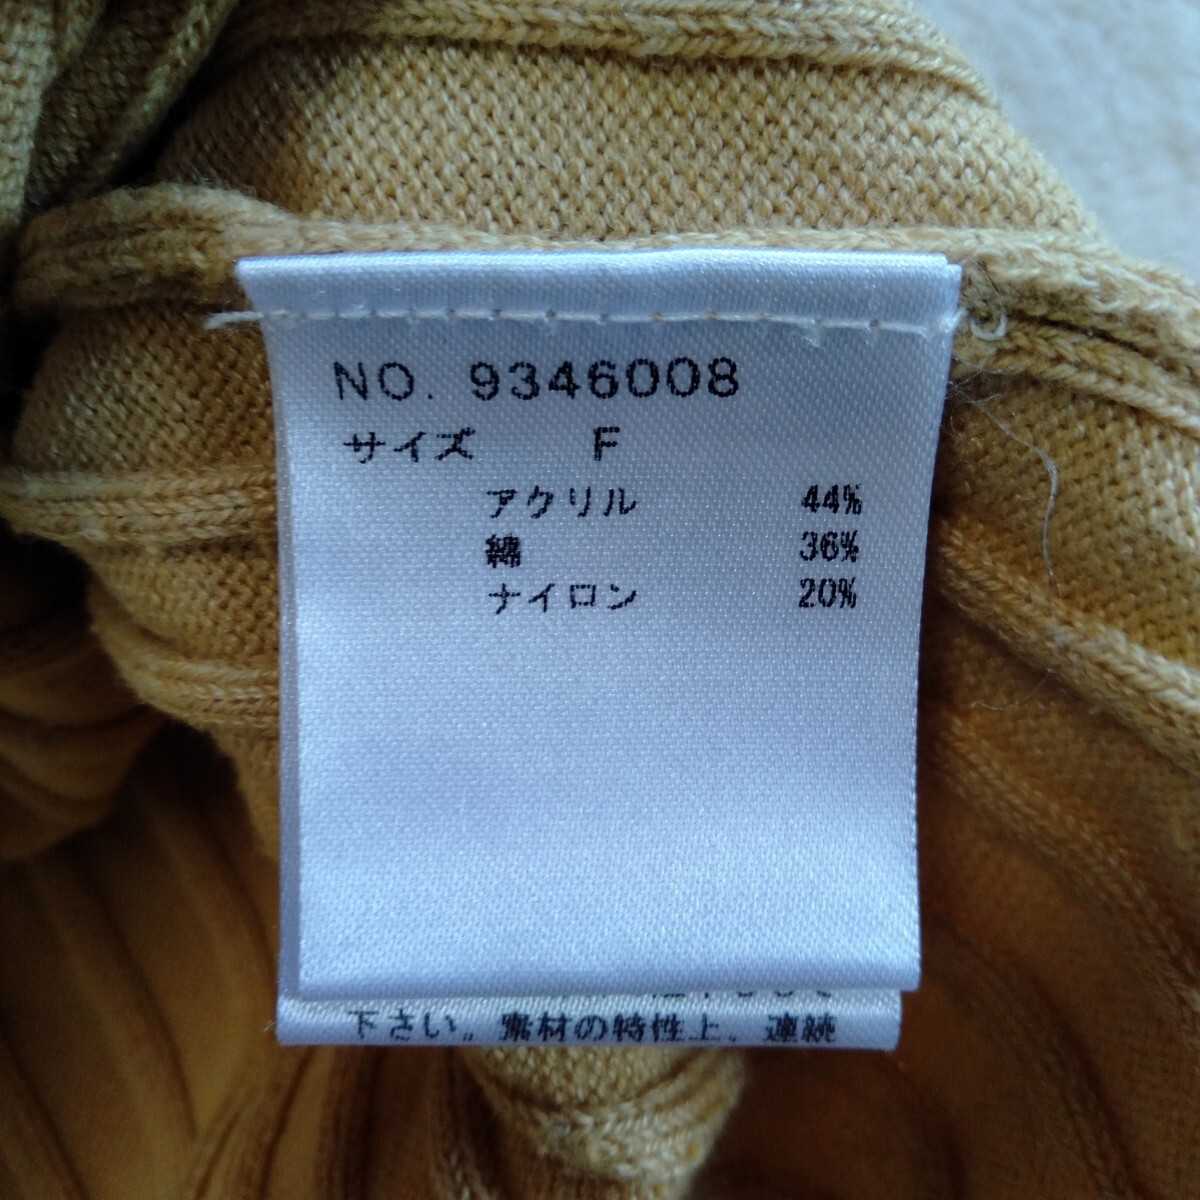 NO. 9346008
サイズ F
アクリル 44%
綿 36%
ナイロン 20%
下さい。素材の特性上、連続